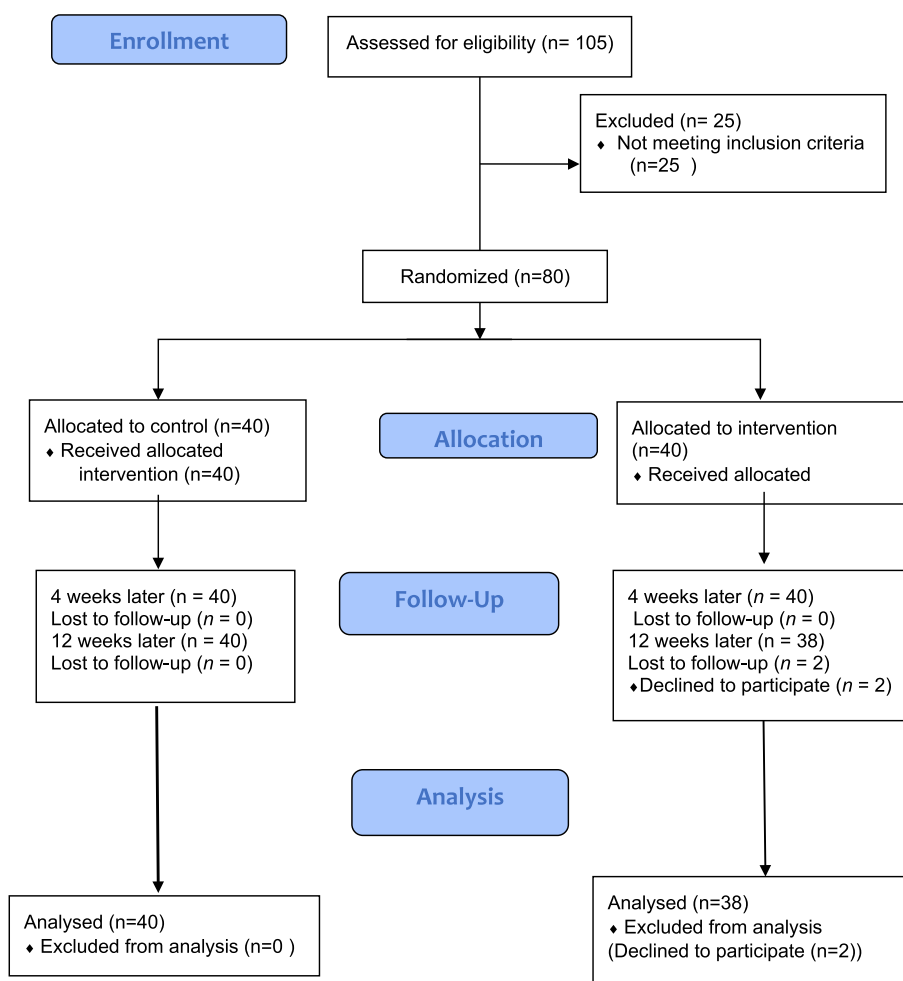 Enrollment
Assessed for eligibility (n= 105)
Excluded (n= 25)
♦ Not meeting inclusion criteria
(n=25 )
Randomized (n=80)
Allocated to control (n=40)
♦ Received allocated
intervention (n=40)
Allocation
Allocated to intervention
(n=40)
♦ Received allocated
4 weeks later (n = 40)
Lost to follow-up (n = 0)
12 weeks later (n = 40)
Lost to follow-up (n = 0)
Follow-Up
4 weeks later (n = 40)
Lost to follow-up (n = 0)
12 weeks later (n = 38)
Lost to follow-up (n = 2)
♦Declined to participate (n = 2)
Analysis
Analysed (n=40)
♦ Excluded from analysis (n=0 )
Analysed (n=38)
♦ Excluded from analysis
(Declined to participate (n=2))